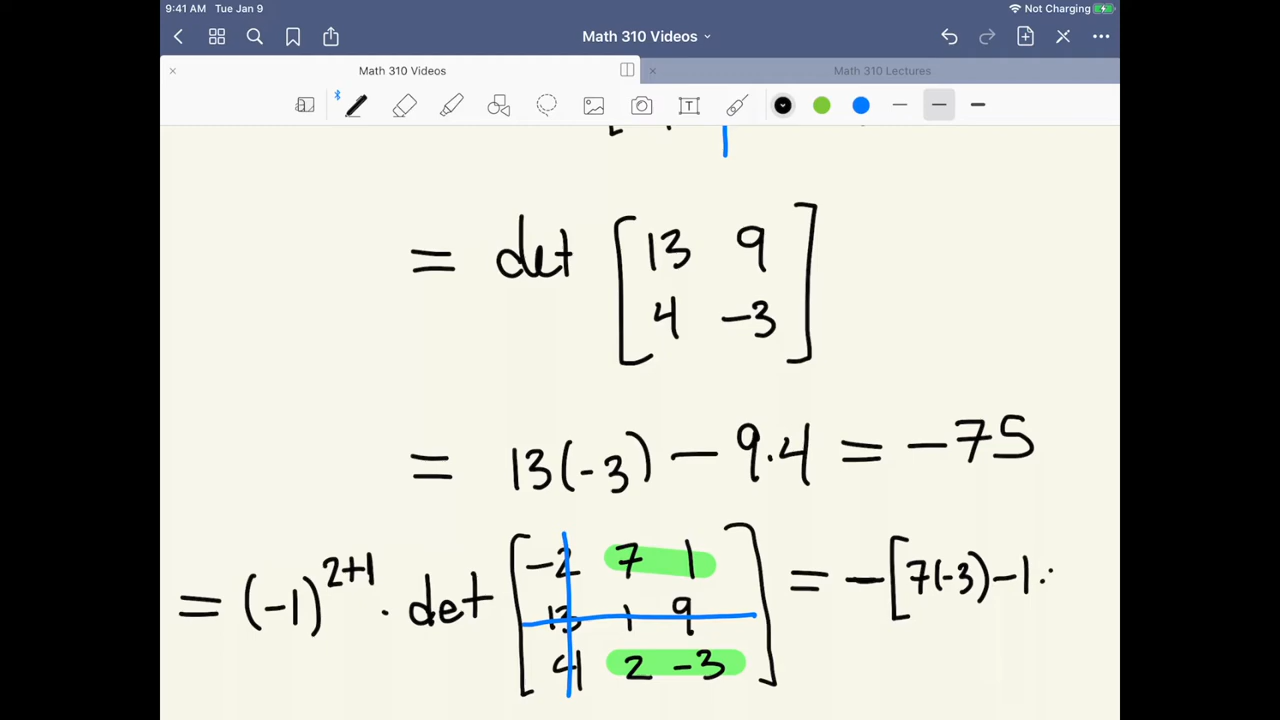 9:41 AM Tue Jan 9
Not Charging
Math 310 Videos
Math 310 Videos
Math 310 Lectures
T
= det [ 13 9
4 -3 ]
= 13(-3) - 9·4 = -75
= (-1)^{2+1} · det [ -2 7 1
13 1 9
4 2 -3 ] = -[7(-3)-1·